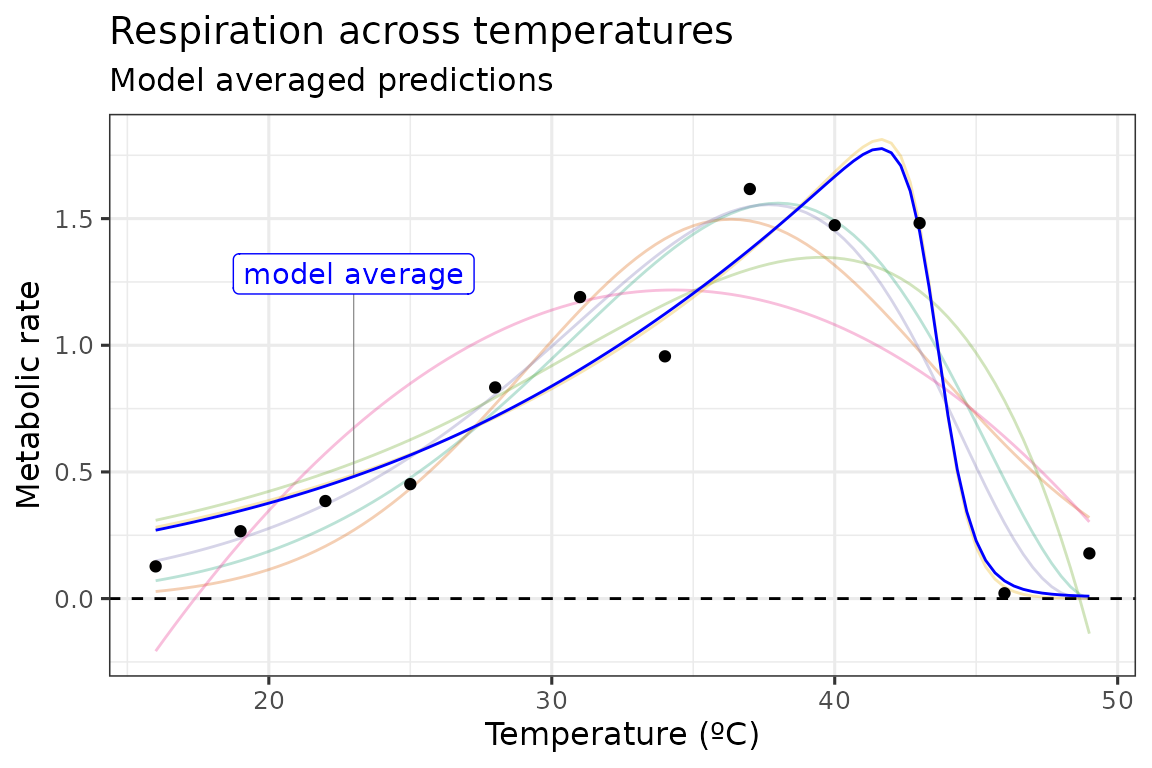 Respiration across temperatures
Model averaged predictions
Metabolic rate
1.5
1.0
0.5
0.0
model average
20
30
40
50
Temperature (ºC)